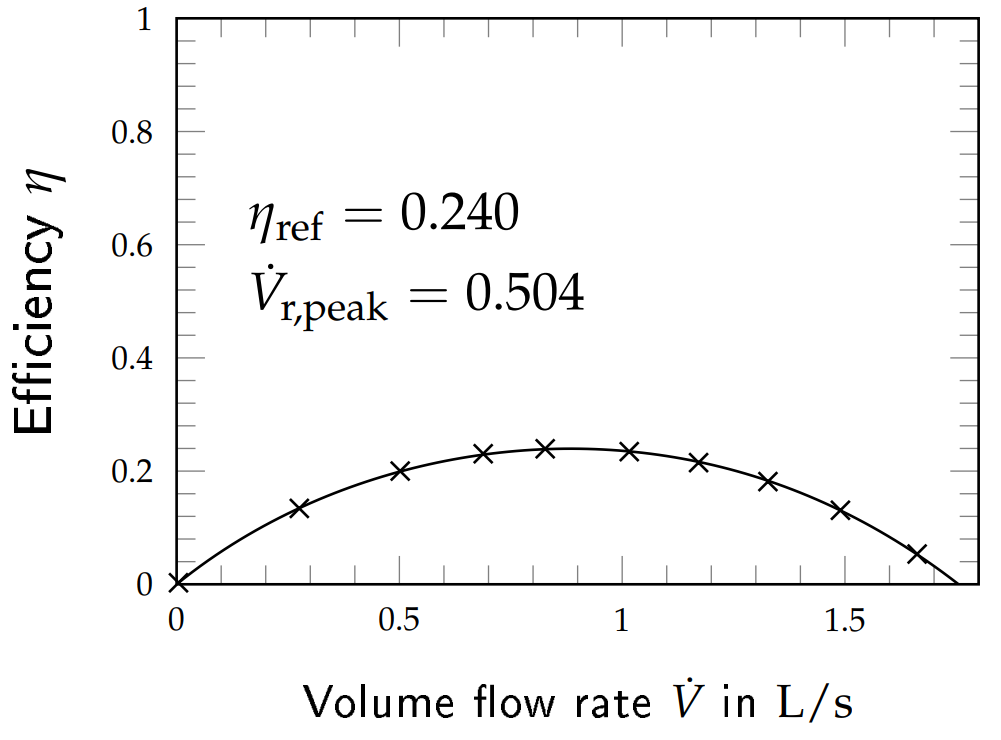 1
0.8
0.6
0.4
0.2
0
Efficiency η
η_ref = 0.240
V̇_r,peak = 0.504
0 0.5 1 1.5
Volume flow rate V̇ in L/s